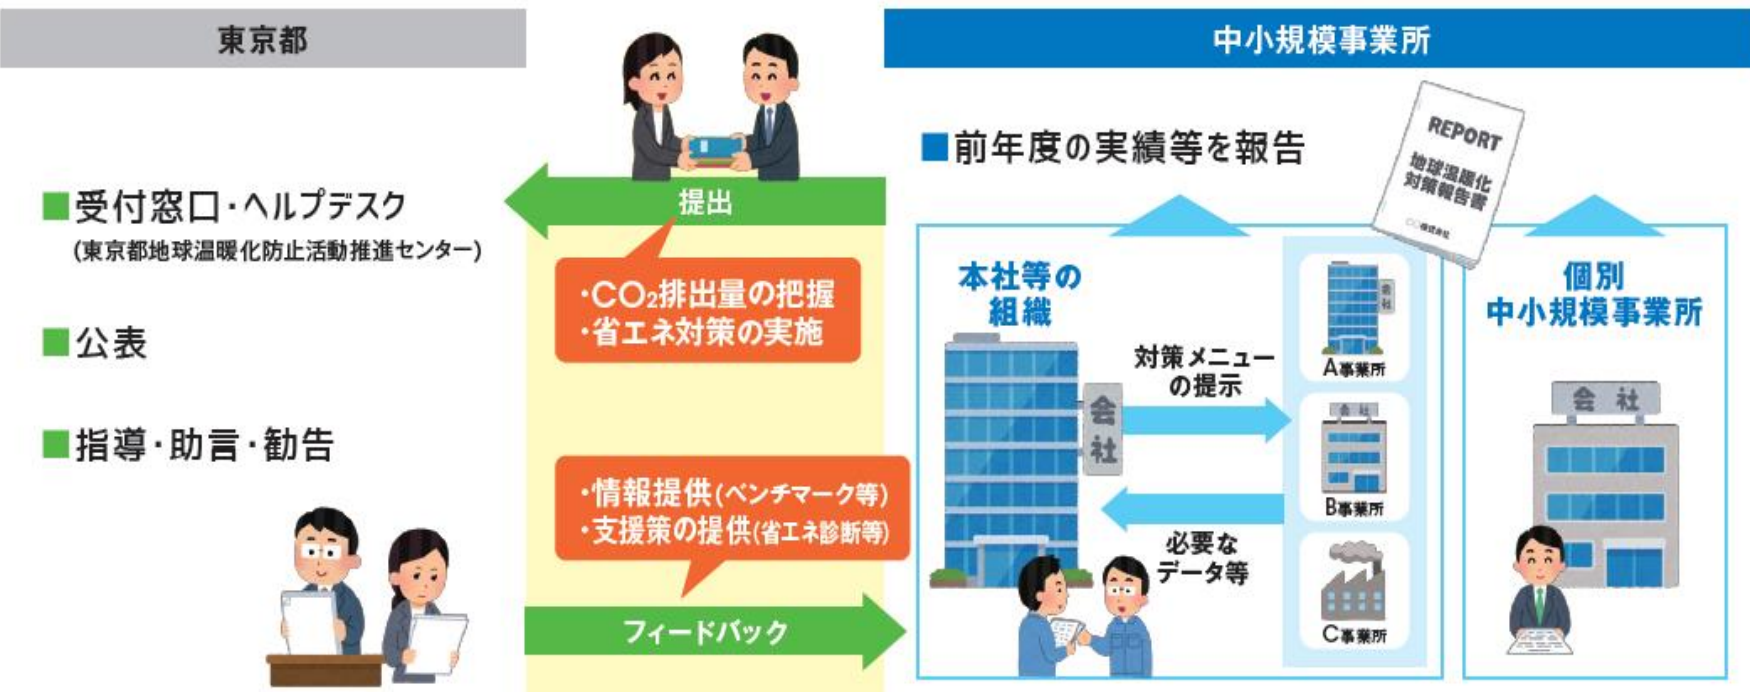 東京都
■受付窓口・ヘルプデスク
(東京都地球温暖化防止活動推進センター)
■公表
■指導・助言・勧告
提出
・CO₂排出量の把握
・省エネ対策の実施
・情報提供(ベンチマーク等)
・支援策の提供(省エネ診断等)
フィードバック
中小規模事業所
■前年度の実績等を報告
REPORT
地球温暖化
対策報告書
〇〇株式会社
本社等の
組織
会社
対策メニュー
の提示
必要な
データ等
会社
A事業所
会社
B事業所
C事業所
個別
中小規模事業所
会社